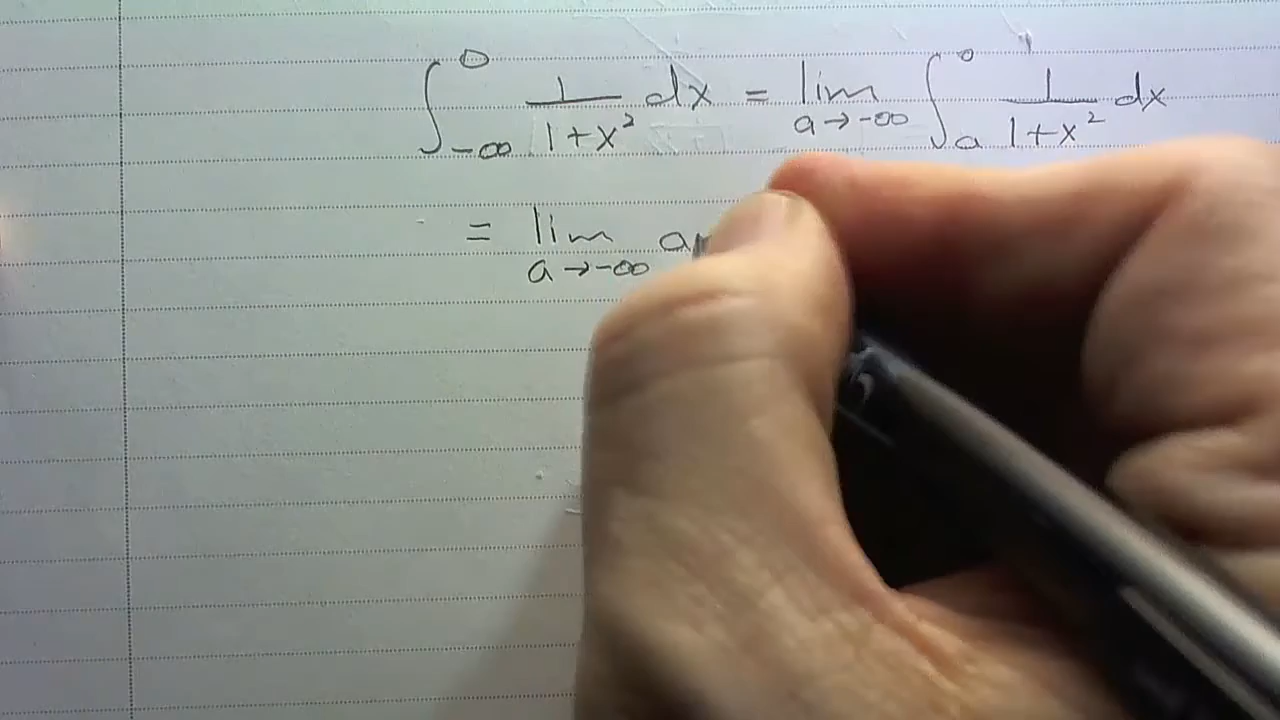 ∫_{-∞}^{0} 1/(1+x²) dx = lim_{a→-∞} ∫_{a}^{0} 1/(1+x²) dx
= lim_{a→-∞}